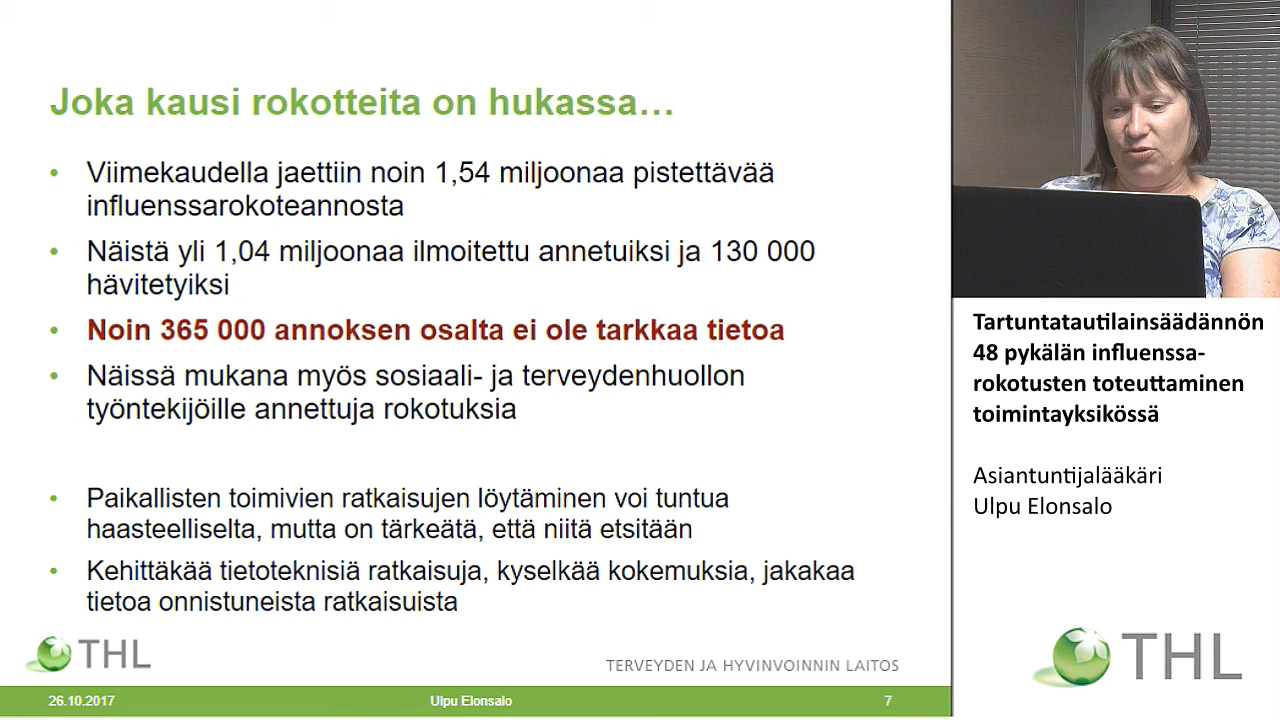 Joka kausi rokotteita on hukassa…
• Viimekaudella jaettiin noin 1,54 miljoonaa pistettävää
influenssarokoteannosta
• Näistä yli 1,04 miljoonaa ilmoitettu annetuiksi ja 130 000
hävitetyiksi
• Noin 365 000 annoksen osalta ei ole tarkkaa tietoa
• Näissä mukana myös sosiaali- ja terveydenhuollon
työntekijöille annettuja rokotuksia
• Paikallisten toimivien ratkaisujen löytäminen voi tuntua
haasteelliselta, mutta on tärkeätä, että niitä etsitään
• Kehittäkää tietoteknisiä ratkaisuja, kyselkää kokemuksia, jakakaa
tietoa onnistuneista ratkaisuista
THL
TERVEYDEN JA HYVINVOINNIN LAITOS
26.10.2017
Ulpu Elonsalo
7
Tartuntatautilainsäädännön
48 pykälän influenssa-
rokotusten toteuttaminen
toimintayksikössä
Asiantuntijalääkäri
Ulpu Elonsalo
THL